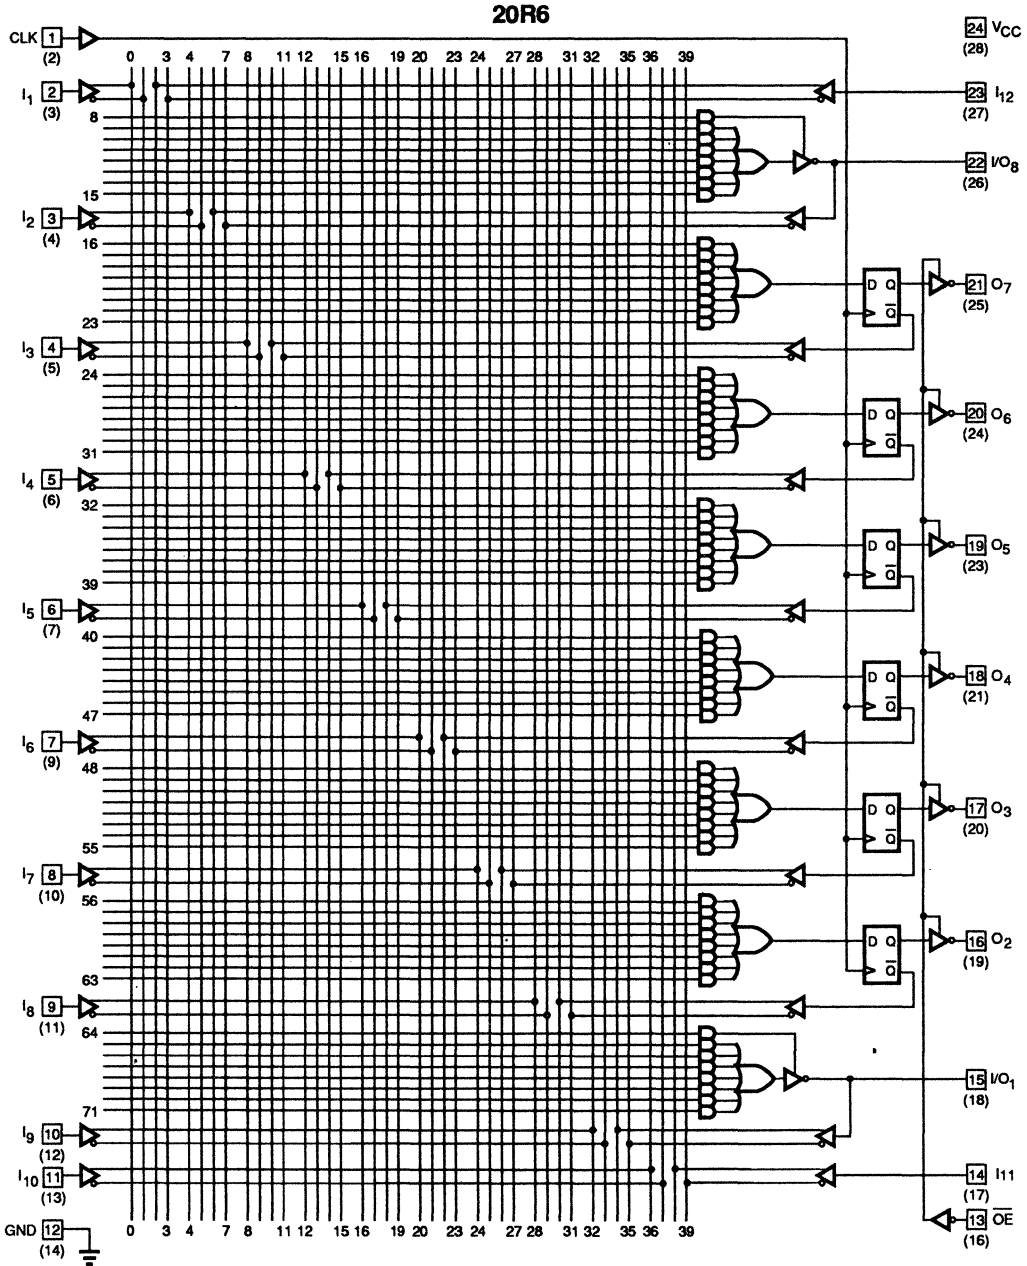 20R6
CLK 1 (2)
24 VCC (28)
0 3 4 7 8 11 12 15 16 19 20 23 24 27 28 31 32 35 36 39
I1 2 (3)
23 I12 (27)
8
22 I/O8 (26)
15
I2 3 (4)
16
D Q Q
21 O7 (25)
23
I3 4 (5)
24
D Q Q
20 O6 (24)
31
I4 5 (6)
32
D Q Q
19 O5 (23)
39
I5 6 (7)
40
D Q Q
18 O4 (21)
47
I6 7 (9)
48
D Q Q
17 O3 (20)
55
I7 8 (10)
56
D Q Q
16 O2 (19)
63
I8 9 (11)
64
15 I/O1 (18)
71
I9 10 (12)
I10 11 (13)
14 I11 (17)
GND 12 (14)
0 3 4 7 8 11 12 15 16 19 20 23 24 27 28 31 32 35 36 39
13 OE (16)